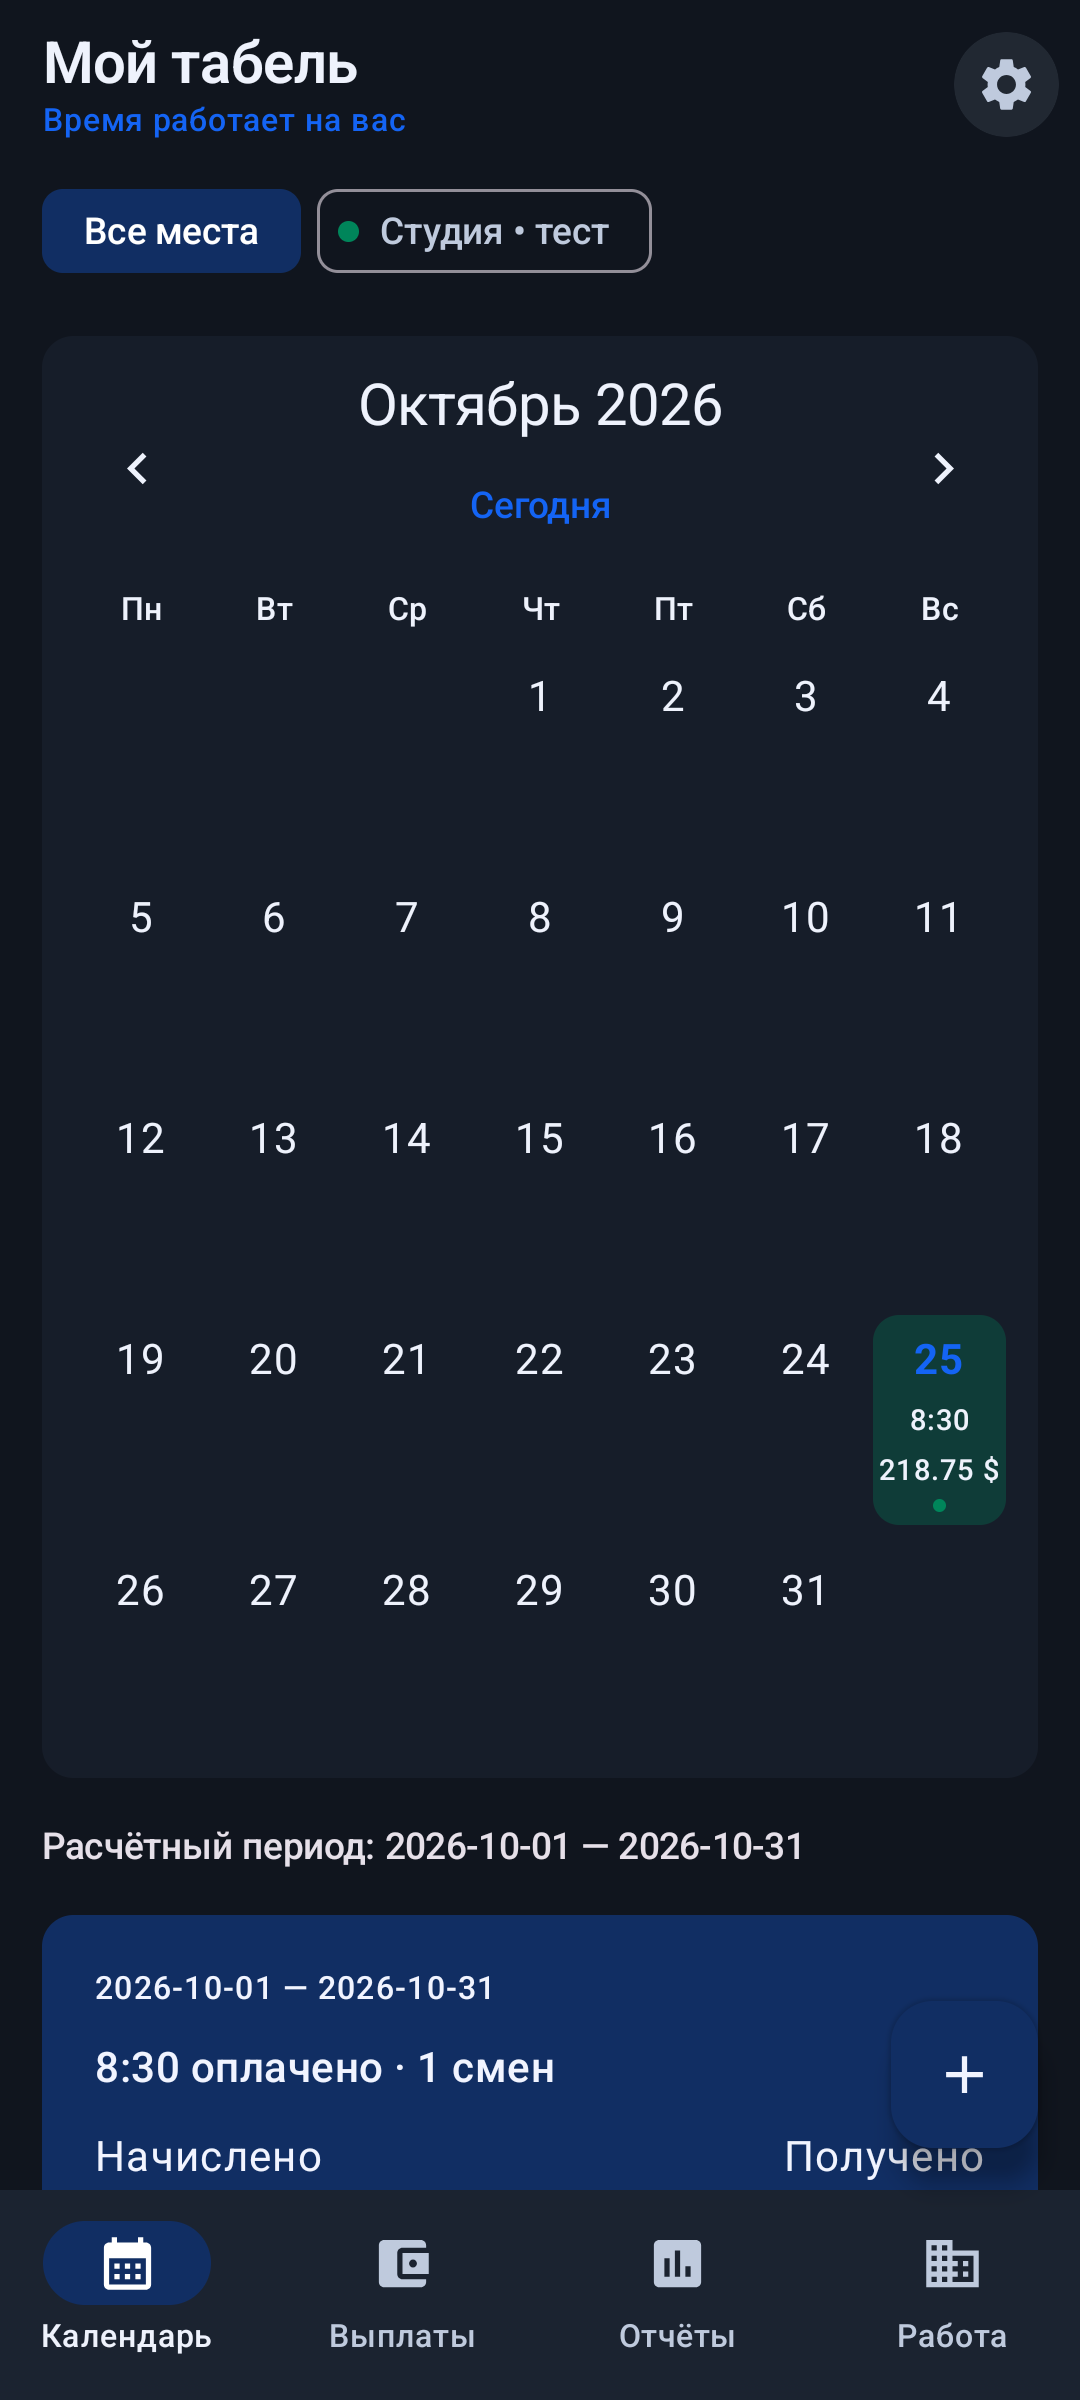 Мой табель
Время работает на вас
Все места
Студия • тест
Октябрь 2026
Сегодня
Пн Вт Ср Чт Пт Сб Вс
1 2 3 4
5 6 7 8 9 10 11
12 13 14 15 16 17 18
19 20 21 22 23 24 25
8:30
218.75 $
26 27 28 29 30 31
Расчётный период: 2026-10-01 — 2026-10-31
2026-10-01 — 2026-10-31
8:30 оплачено · 1 смен
Начислено Получено
Календарь Выплаты Отчёты Работа